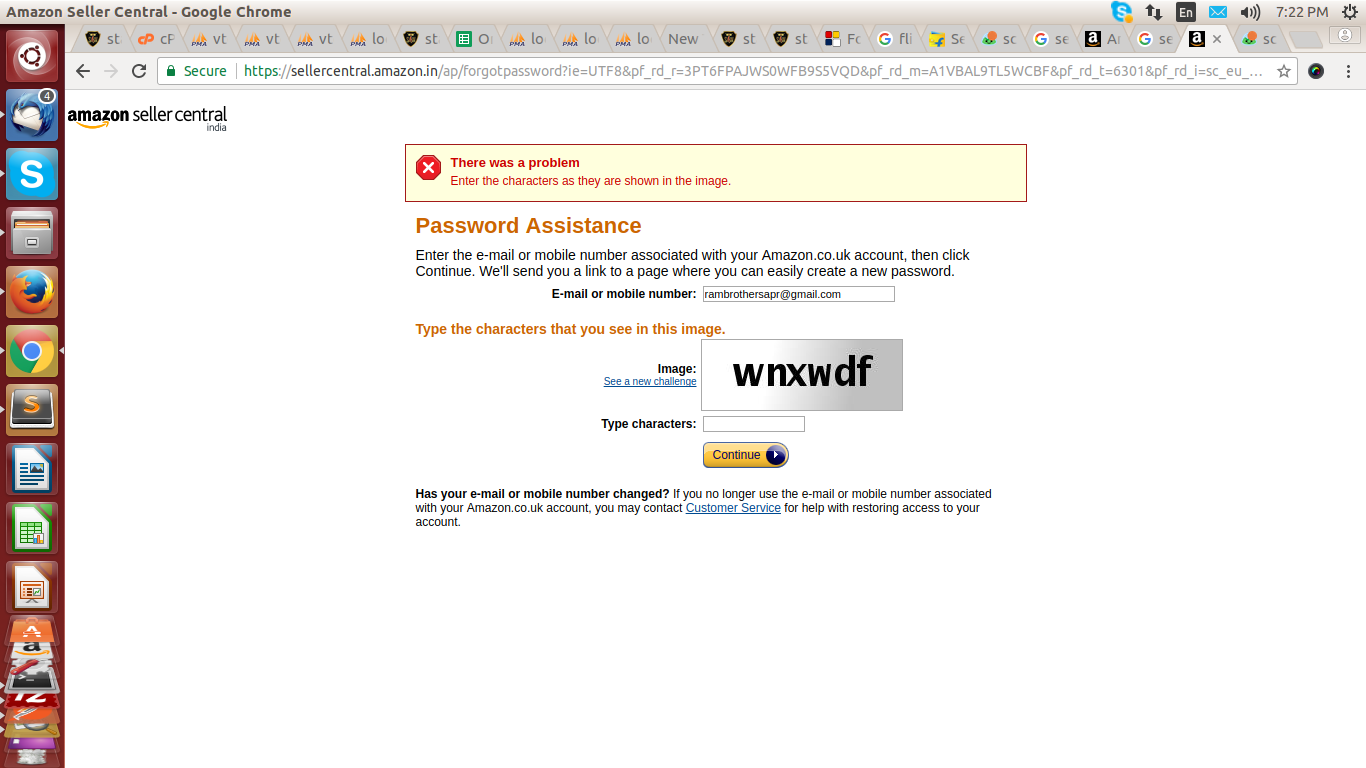 Amazon Seller Central - Google Chrome
En
7:22 PM
st
cP
vt
vt
vt
lo
st
lo
lo
lo
New
st
st
Fo
fli
Se
sc
se
se
sc
Secure
https://sellercentral.amazon.in/ap/forgotpassword?ie=UTF8&pf_rd_r=3PT6FPAJWS0WFB9S5VQD&pf_rd_m=A1VBAL9TL5WCBF&pf_rd_t=6301&pf_rd_i=sc_eu_...
4
amazon seller central
india
There was a problem
Enter the characters as they are shown in the image.
Password Assistance
Enter the e-mail or mobile number associated with your Amazon.co.uk account, then click
Continue. We'll send you a link to a page where you can easily create a new password.
E-mail or mobile number: rambrothersapr@gmail.com
Type the characters that you see in this image.
Image:
See a new challenge
wnxwdf
Type characters:
Continue
Has your e-mail or mobile number changed? If you no longer use the e-mail or mobile number associated
with your Amazon.co.uk account, you may contact Customer Service for help with restoring access to your
account.